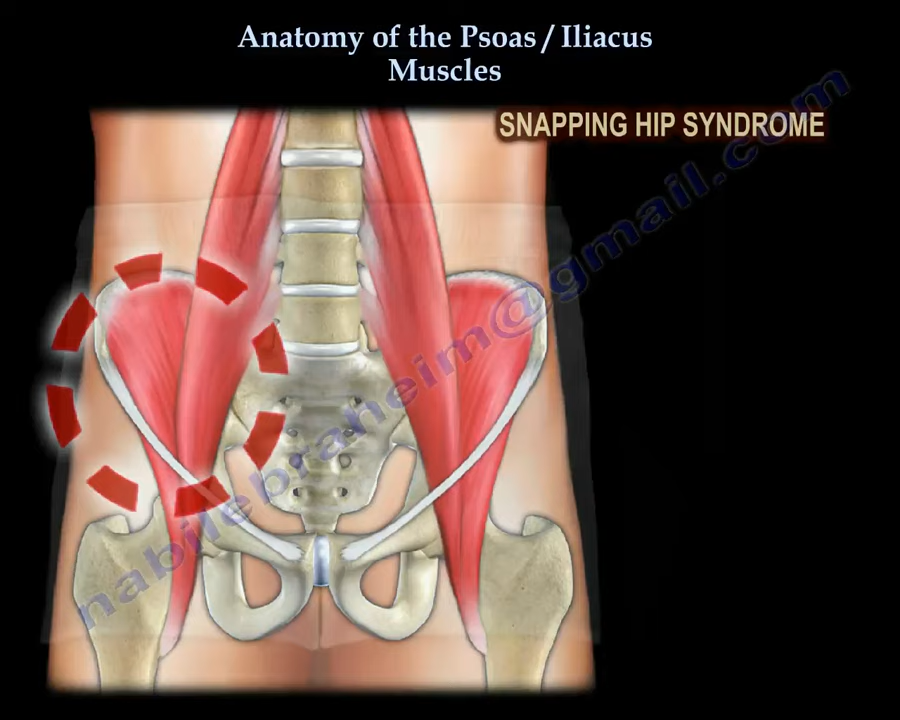 Anatomy of the Psoas / Iliacus
Muscles
SNAPPING HIP SYNDROME
nabilebraheim@gmail.com